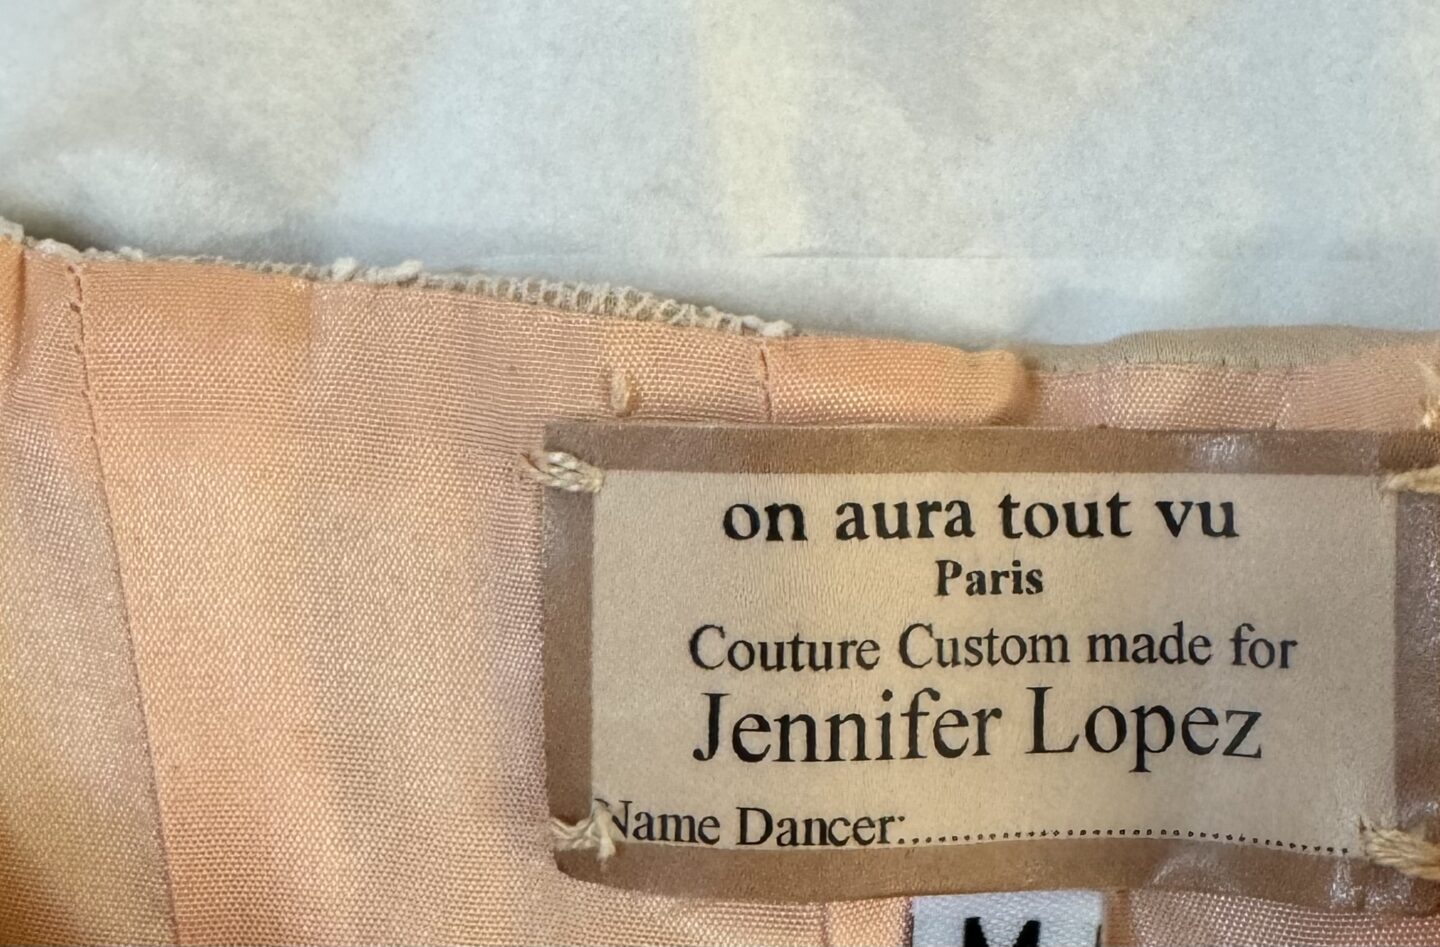 on aura tout vu
Paris
Couture Custom made for
Jennifer Lopez
Name Dancer:..........................................
M